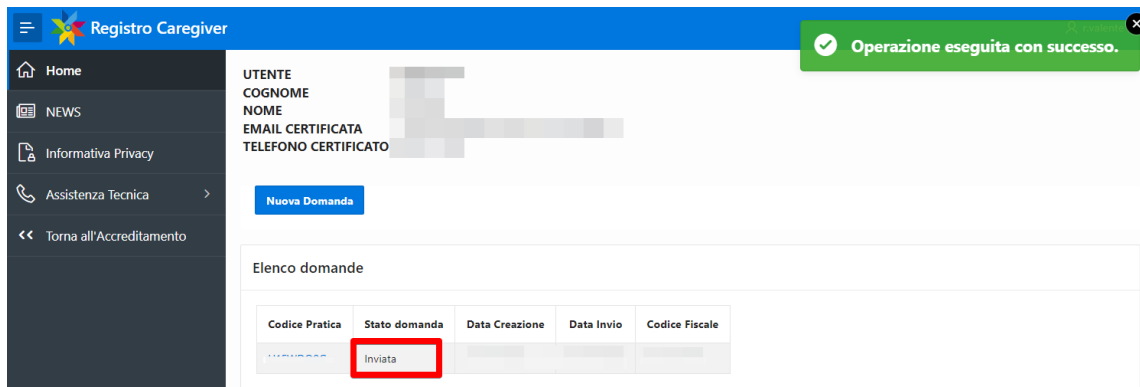 Registro Caregiver
Operazione eseguita con successo.
Home
NEWS
Informativa Privacy
Assistenza Tecnica
Torna all'Accreditamento
UTENTE
COGNOME
NOME
EMAIL CERTIFICATA
TELEFONO CERTIFICATO
Nuova Domanda
Elenco domande
Codice Pratica Stato domanda Data Creazione Data Invio Codice Fiscale
Inviata